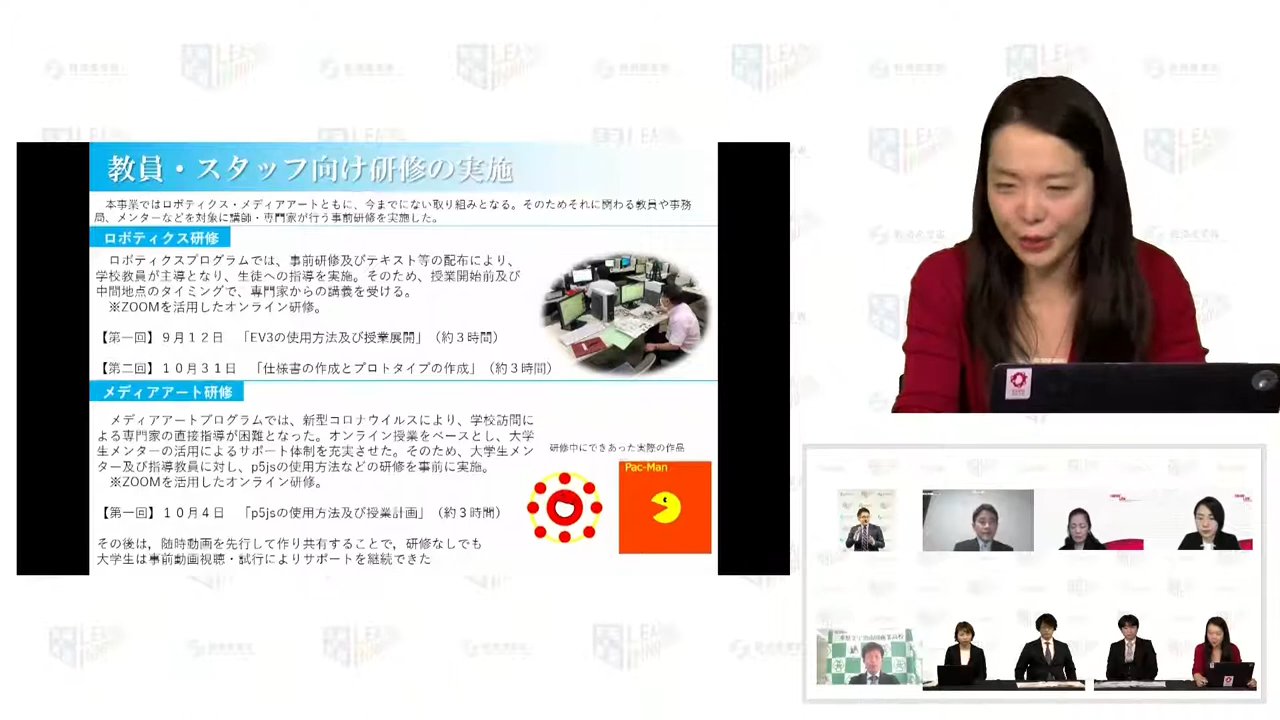 教員・スタッフ向け研修の実施
本事業ではロボティクス・メディアアートともに、今までにない取り組みとなる。そのためそれに関わる教員や事務
局、メンターなどを対象に講師・専門家が行う事前研修を実施した。
ロボティクス研修
ロボティクスプログラムでは、事前研修及びテキスト等の配布により、
学校教員が主導となり、生徒への指導を実施。そのため、授業開始前及び
中間地点のタイミングで、専門家からの講義を受ける。
※ZOOMを活用したオンライン研修。
【第一回】９月１２日　「EV3の使用方法及び授業展開」（約３時間）
【第二回】１０月３１日　「仕様書の作成とプロトタイプの作成」（約３時間）
メディアアート研修
メディアアートプログラムでは、新型コロナウイルスにより、学校訪問に
よる専門家の直接指導が困難となった。オンライン授業をベースとし、大学
生メンターの活用によるサポート体制を充実させた。そのため、大学生メン
ター及び指導教員に対し、p5jsの使用方法などの研修を事前に実施。
※ZOOMを活用したオンライン研修。
【第一回】１０月４日　「p5jsの使用方法及び授業計画」（約３時間）
その後は，随時動画を先行して作り共有することで，研修なしでも
大学生は事前動画視聴・試行によりサポートを継続できた
研修中にできあった実際の作品
Pac-Man